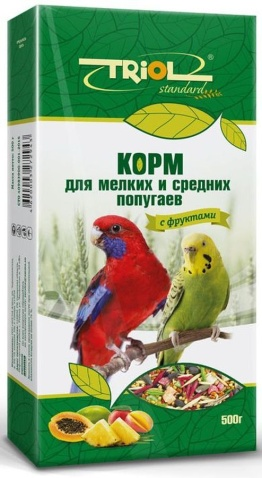 TRIOL®
standard
КОРМ
для мелких и средних
попугаев
с фруктами
500г